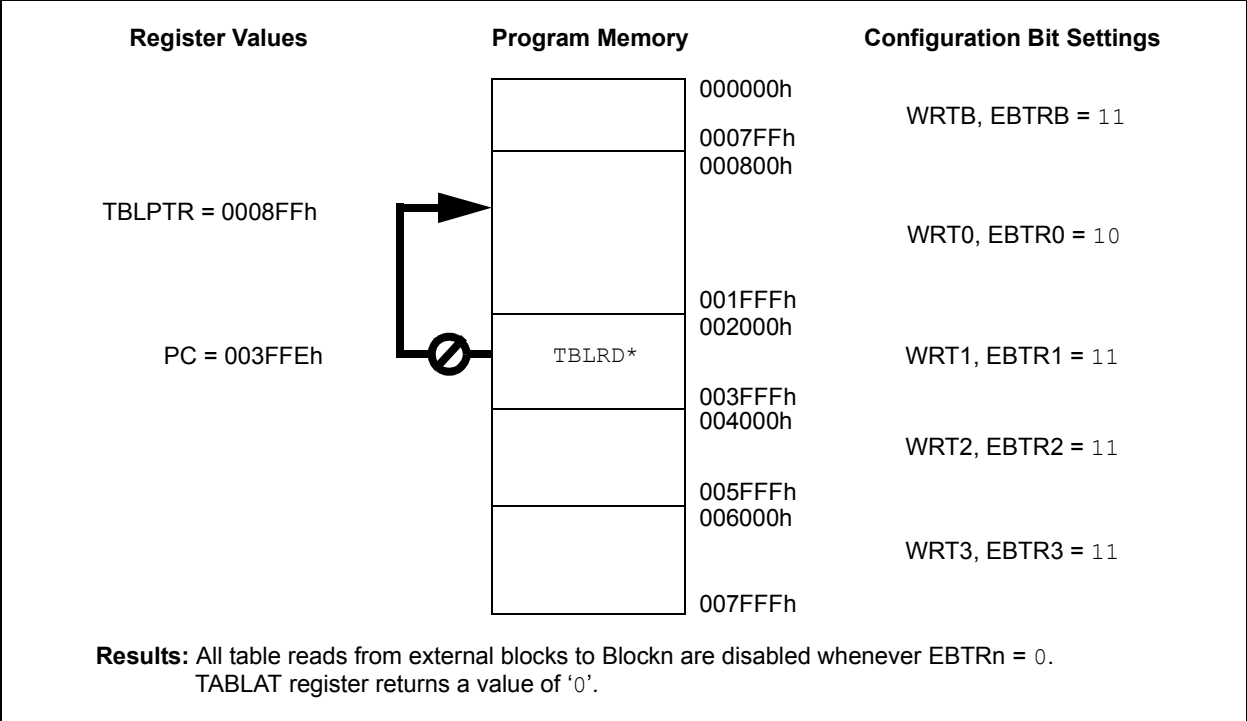 Register Values Program Memory Configuration Bit Settings
000000h
WRTB, EBTRB = 11
0007FFh
000800h
TBLPTR = 0008FFh
WRT0, EBTR0 = 10
001FFFh
002000h
PC = 003FFEh TBLRD* WRT1, EBTR1 = 11
003FFFh
004000h
WRT2, EBTR2 = 11
005FFFh
006000h
WRT3, EBTR3 = 11
007FFFh
Results: All table reads from external blocks to Blockn are disabled whenever EBTRn = 0.
TABLAT register returns a value of ‘0’.